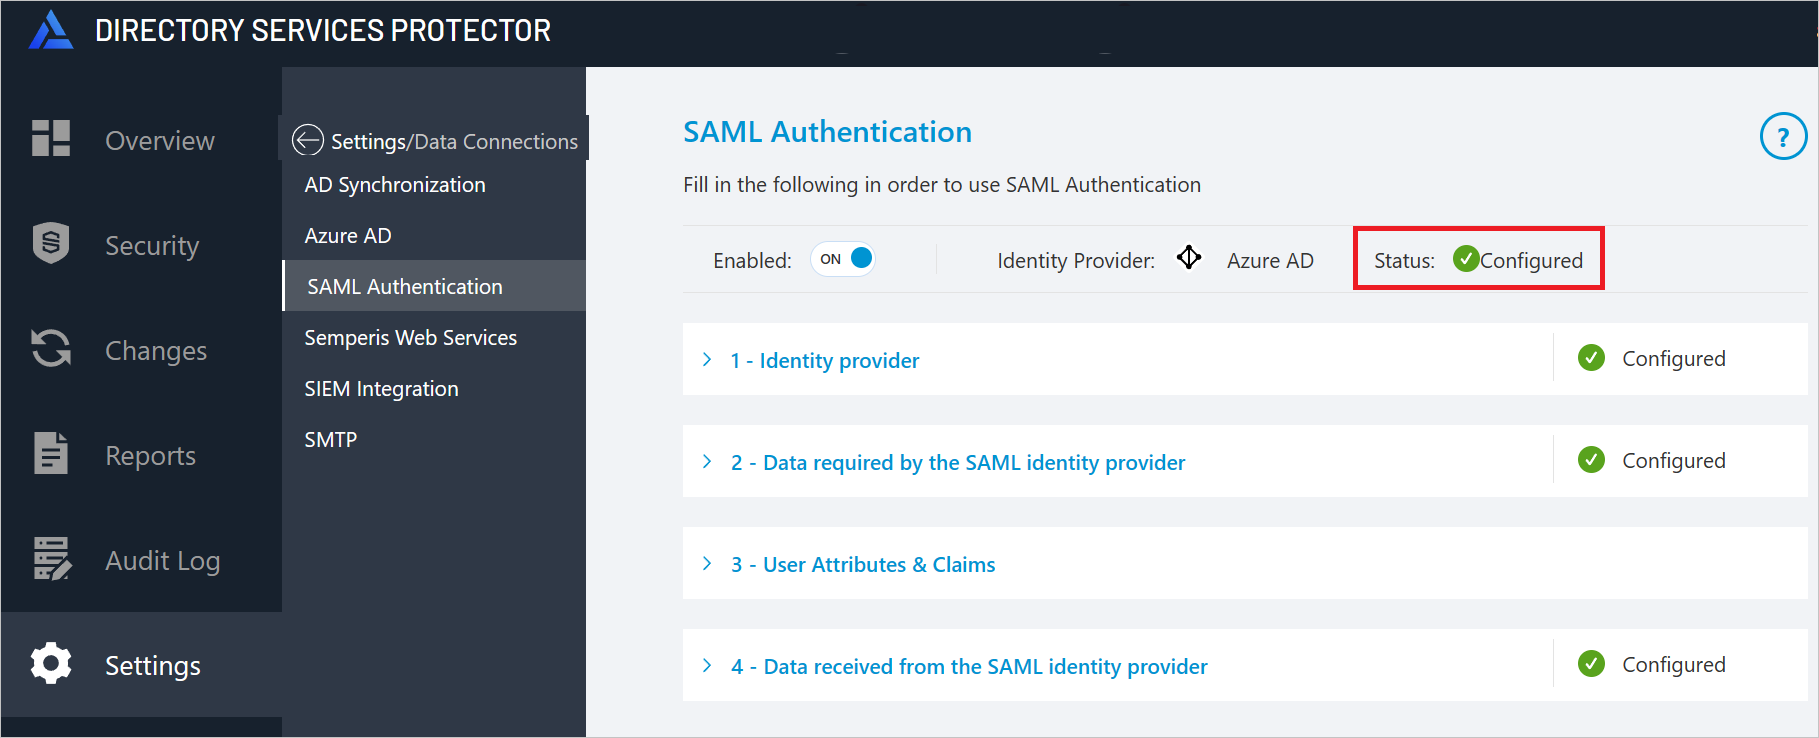 DIRECTORY SERVICES PROTECTOR
Overview
Security
Changes
Reports
Audit Log
Settings
Settings/Data Connections
AD Synchronization
Azure AD
SAML Authentication
Semperis Web Services
SIEM Integration
SMTP
SAML Authentication
?
Fill in the following in order to use SAML Authentication
Enabled: ON Identity Provider: Azure AD Status: Configured
1 - Identity provider Configured
2 - Data required by the SAML identity provider Configured
3 - User Attributes & Claims
4 - Data received from the SAML identity provider Configured